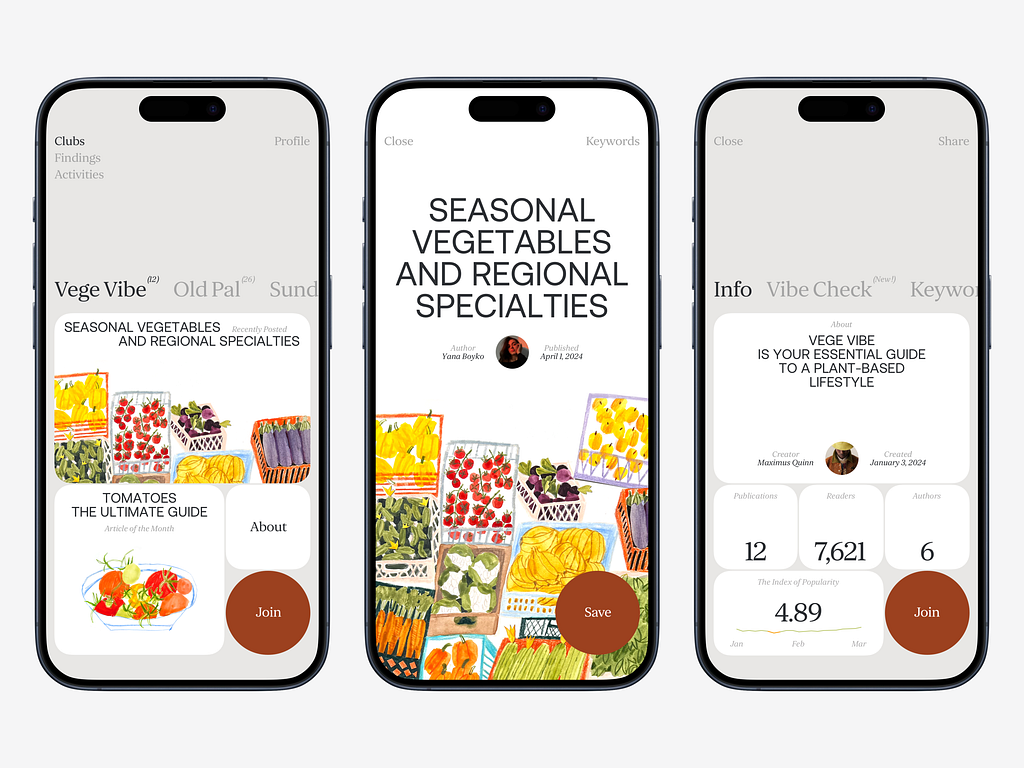 Clubs
Profile
Findings
Activities
Vege Vibe (12) Old Pal (26) Sund
SEASONAL VEGETABLES Recently Posted
AND REGIONAL SPECIALTIES
TOMATOES
THE ULTIMATE GUIDE
Article of the Month
About
Join
Close
Keywords
SEASONAL
VEGETABLES
AND REGIONAL
SPECIALTIES
Author
Yana Boyko
Published
April 1, 2024
Save
Close
Share
Info Vibe Check (New!) Keywor
About
VEGE VIBE
IS YOUR ESSENTIAL GUIDE
TO A PLANT-BASED
LIFESTYLE
Creator
Maximus Quinn
Created
January 3, 2024
Publications
12
Readers
7,621
Authors
6
The Index of Popularity
4.89
Jan Feb Mar
Join